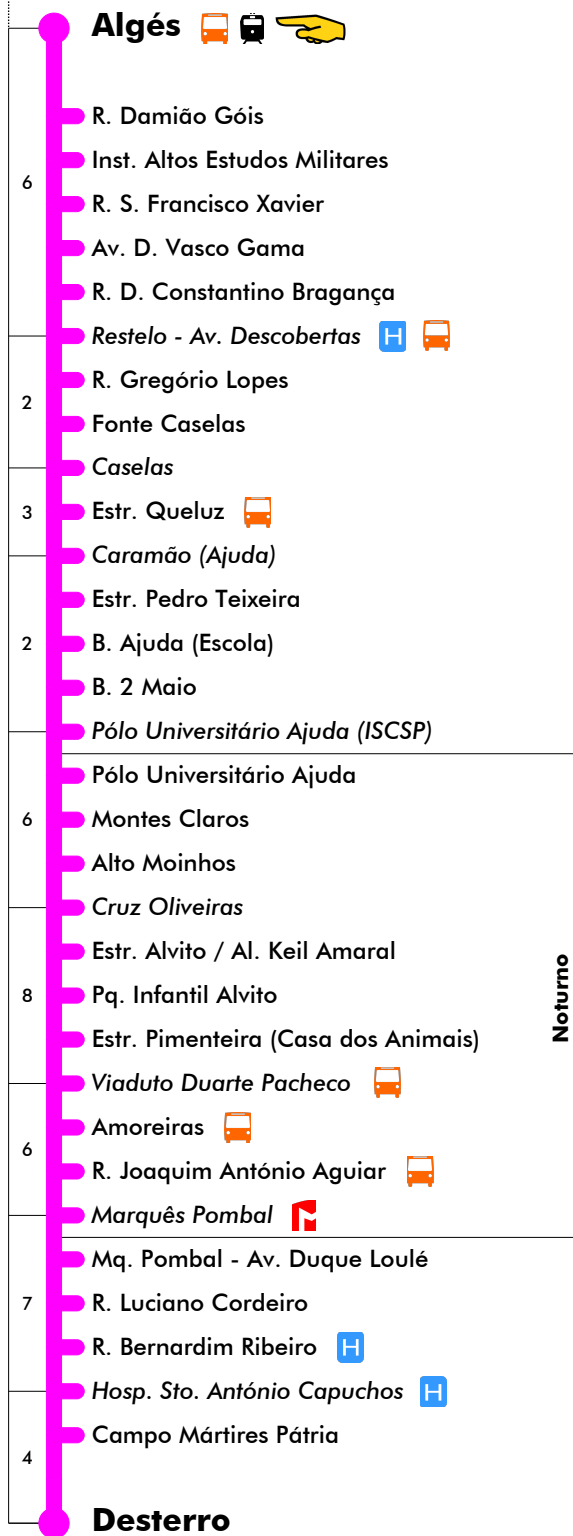 Algés
R. Damião Góis
Inst. Altos Estudos Militares
6
R. S. Francisco Xavier
Av. D. Vasco Gama
R. D. Constantino Bragança
Restelo - Av. Descobertas H
R. Gregório Lopes
2
Fonte Caselas
Caselas
3 Estr. Queluz
Caramão (Ajuda)
Estr. Pedro Teixeira
2 B. Ajuda (Escola)
B. 2 Maio
Pólo Universitário Ajuda (ISCSP)
Pólo Universitário Ajuda
6 Montes Claros
Alto Moinhos
Cruz Oliveiras
Estr. Alvito / Al. Keil Amaral
8 Pq. Infantil Alvito
Noturno
Estr. Pimenteira (Casa dos Animais)
Viaduto Duarte Pacheco
Amoreiras
6
R. Joaquim António Aguiar
Marquês Pombal
Mq. Pombal - Av. Duque Loulé
7 R. Luciano Cordeiro
R. Bernardim Ribeiro H
Hosp. Sto. António Capuchos H
Campo Mártires Pátria
4
Desterro